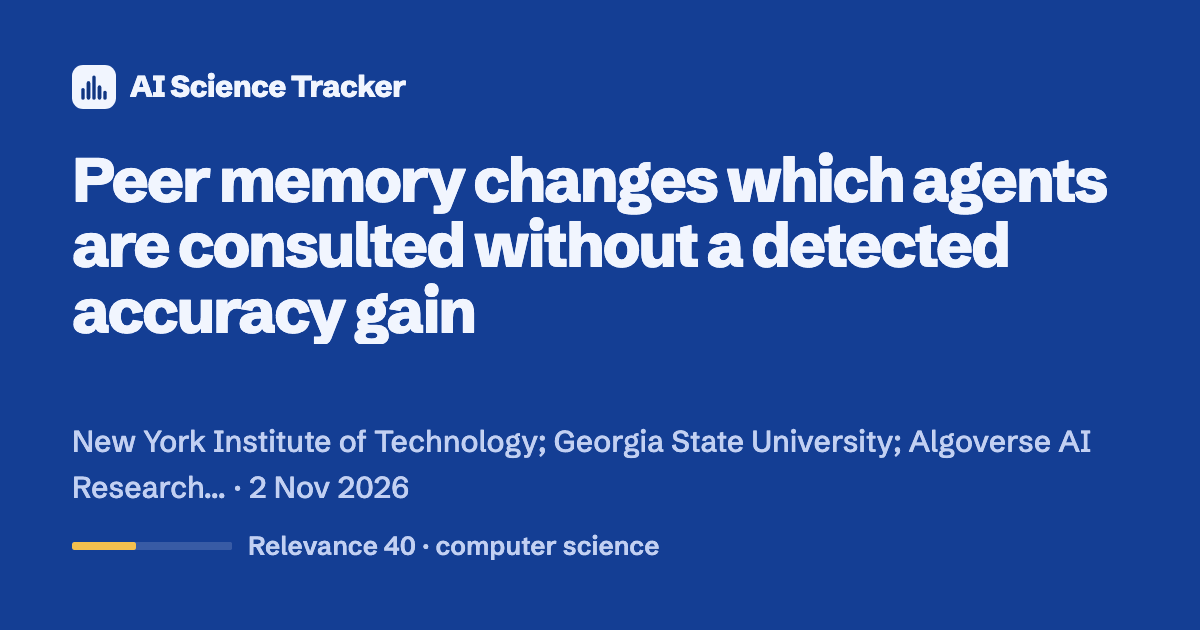 AI Science Tracker
Peer memory changes which agents
are consulted without a detected
accuracy gain
New York Institute of Technology; Georgia State University; Algoverse AI
Research... · 2 Nov 2026
Relevance 40 · computer science